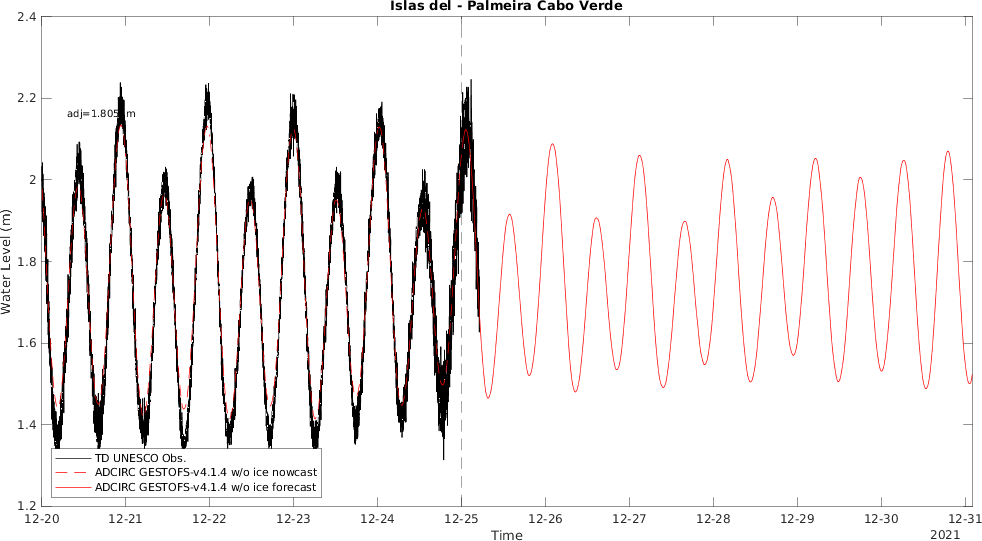 Islas del - Palmeira Cabo Verde
2.4
2.2
2
1.8
1.6
1.4
1.2
Water Level (m)
TD UNESCO Obs.
ADCIRC GESTOFS-v4.1.4 w/o ice nowcast
ADCIRC GESTOFS-v4.1.4 w/o ice forecast
12-20 12-21 12-22 12-23 12-24 12-25 12-26 12-27 12-28 12-29 12-30 12-31
Time
2021